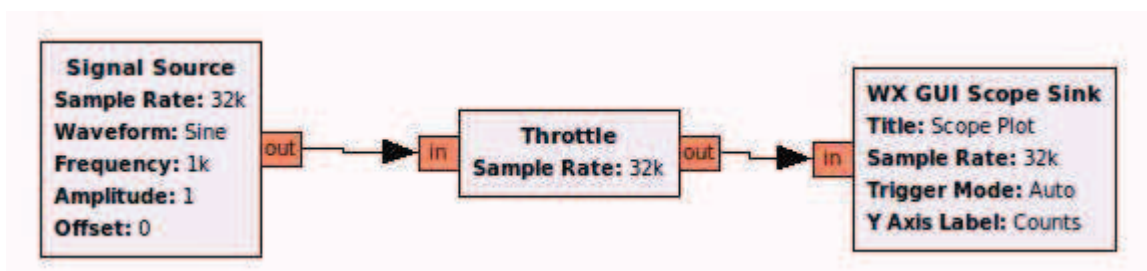 Signal Source
Sample Rate: 32k
Waveform: Sine
Frequency: 1k
Amplitude: 1
Offset: 0
out
in
Throttle
Sample Rate: 32k
out
in
WX GUI Scope Sink
Title: Scope Plot
Sample Rate: 32k
Trigger Mode: Auto
Y Axis Label: Counts